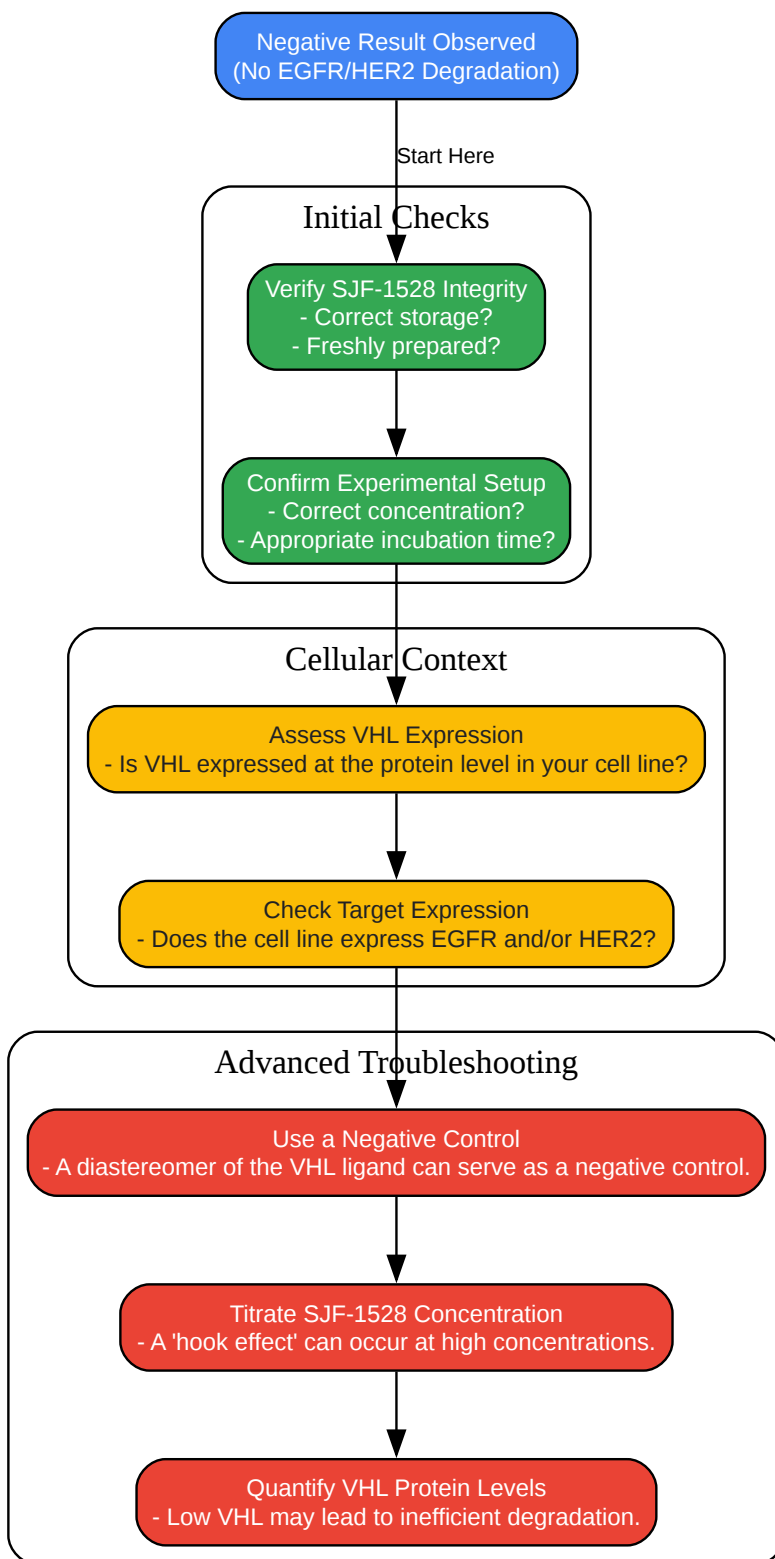 Negative Result Observed
(No EGFR/HER2 Degradation)
Start Here
Initial Checks
Verify SJF-1528 Integrity
- Correct storage?
- Freshly prepared?
Confirm Experimental Setup
- Correct concentration?
- Appropriate incubation time?
Cellular Context
Assess VHL Expression
- Is VHL expressed at the protein level in your cell line?
Check Target Expression
- Does the cell line express EGFR and/or HER2?
Advanced Troubleshooting
Use a Negative Control
- A diastereomer of the VHL ligand can serve as a negative control.
Titrate SJF-1528 Concentration
- A 'hook effect' can occur at high concentrations.
Quantify VHL Protein Levels
- Low VHL may lead to inefficient degradation.